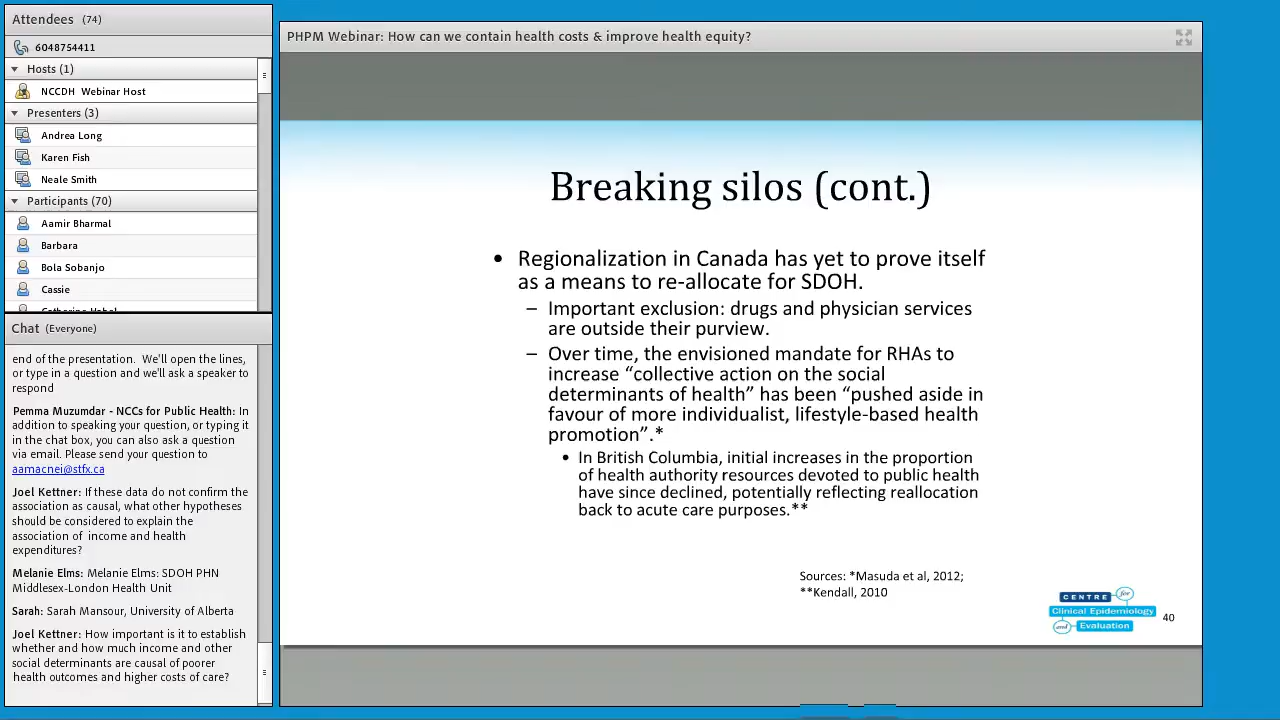 Attendees (74)
6048754411
Hosts (1)
NCCDH Webinar Host
Presenters (3)
Andrea Long
Karen Fish
Neale Smith
Participants (70)
Aamir Bharmal
Barbara
Bola Sobanjo
Cassie
Chat (Everyone)
end of the presentation. We'll open the lines,
or type in a question and we'll ask a speaker to
respond
Pemma Muzumdar - NCCs for Public Health: In
addition to speaking your question, or typing it
in the chat box, you can also ask a question
via email. Please send your question to
aamacnei@stfx.ca
Joel Kettner: If these data do not confirm the
association as causal, what other hypotheses
should be considered to explain the
association of income and health
expenditures?
Melanie Elms: Melanie Elms: SDOH PHN
Middlesex-London Health Unit
Sarah: Sarah Mansour, University of Alberta
Joel Kettner: How important is it to establish
whether and how much income and other
social determinants are causal of poorer
health outcomes and higher costs of care?
PHPM Webinar: How can we contain health costs & improve health equity?
Breaking silos (cont.)
• Regionalization in Canada has yet to prove itself
as a means to re-allocate for SDOH.
– Important exclusion: drugs and physician services
are outside their purview.
– Over time, the envisioned mandate for RHAs to
increase “collective action on the social
determinants of health” has been “pushed aside in
favour of more individualist, lifestyle-based health
promotion”.*
• In British Columbia, initial increases in the proportion
of health authority resources devoted to public health
have since declined, potentially reflecting reallocation
back to acute care purposes.**
Sources: *Masuda et al, 2012;
**Kendall, 2010
CENTRE for
Clinical Epidemiology
and Evaluation
40